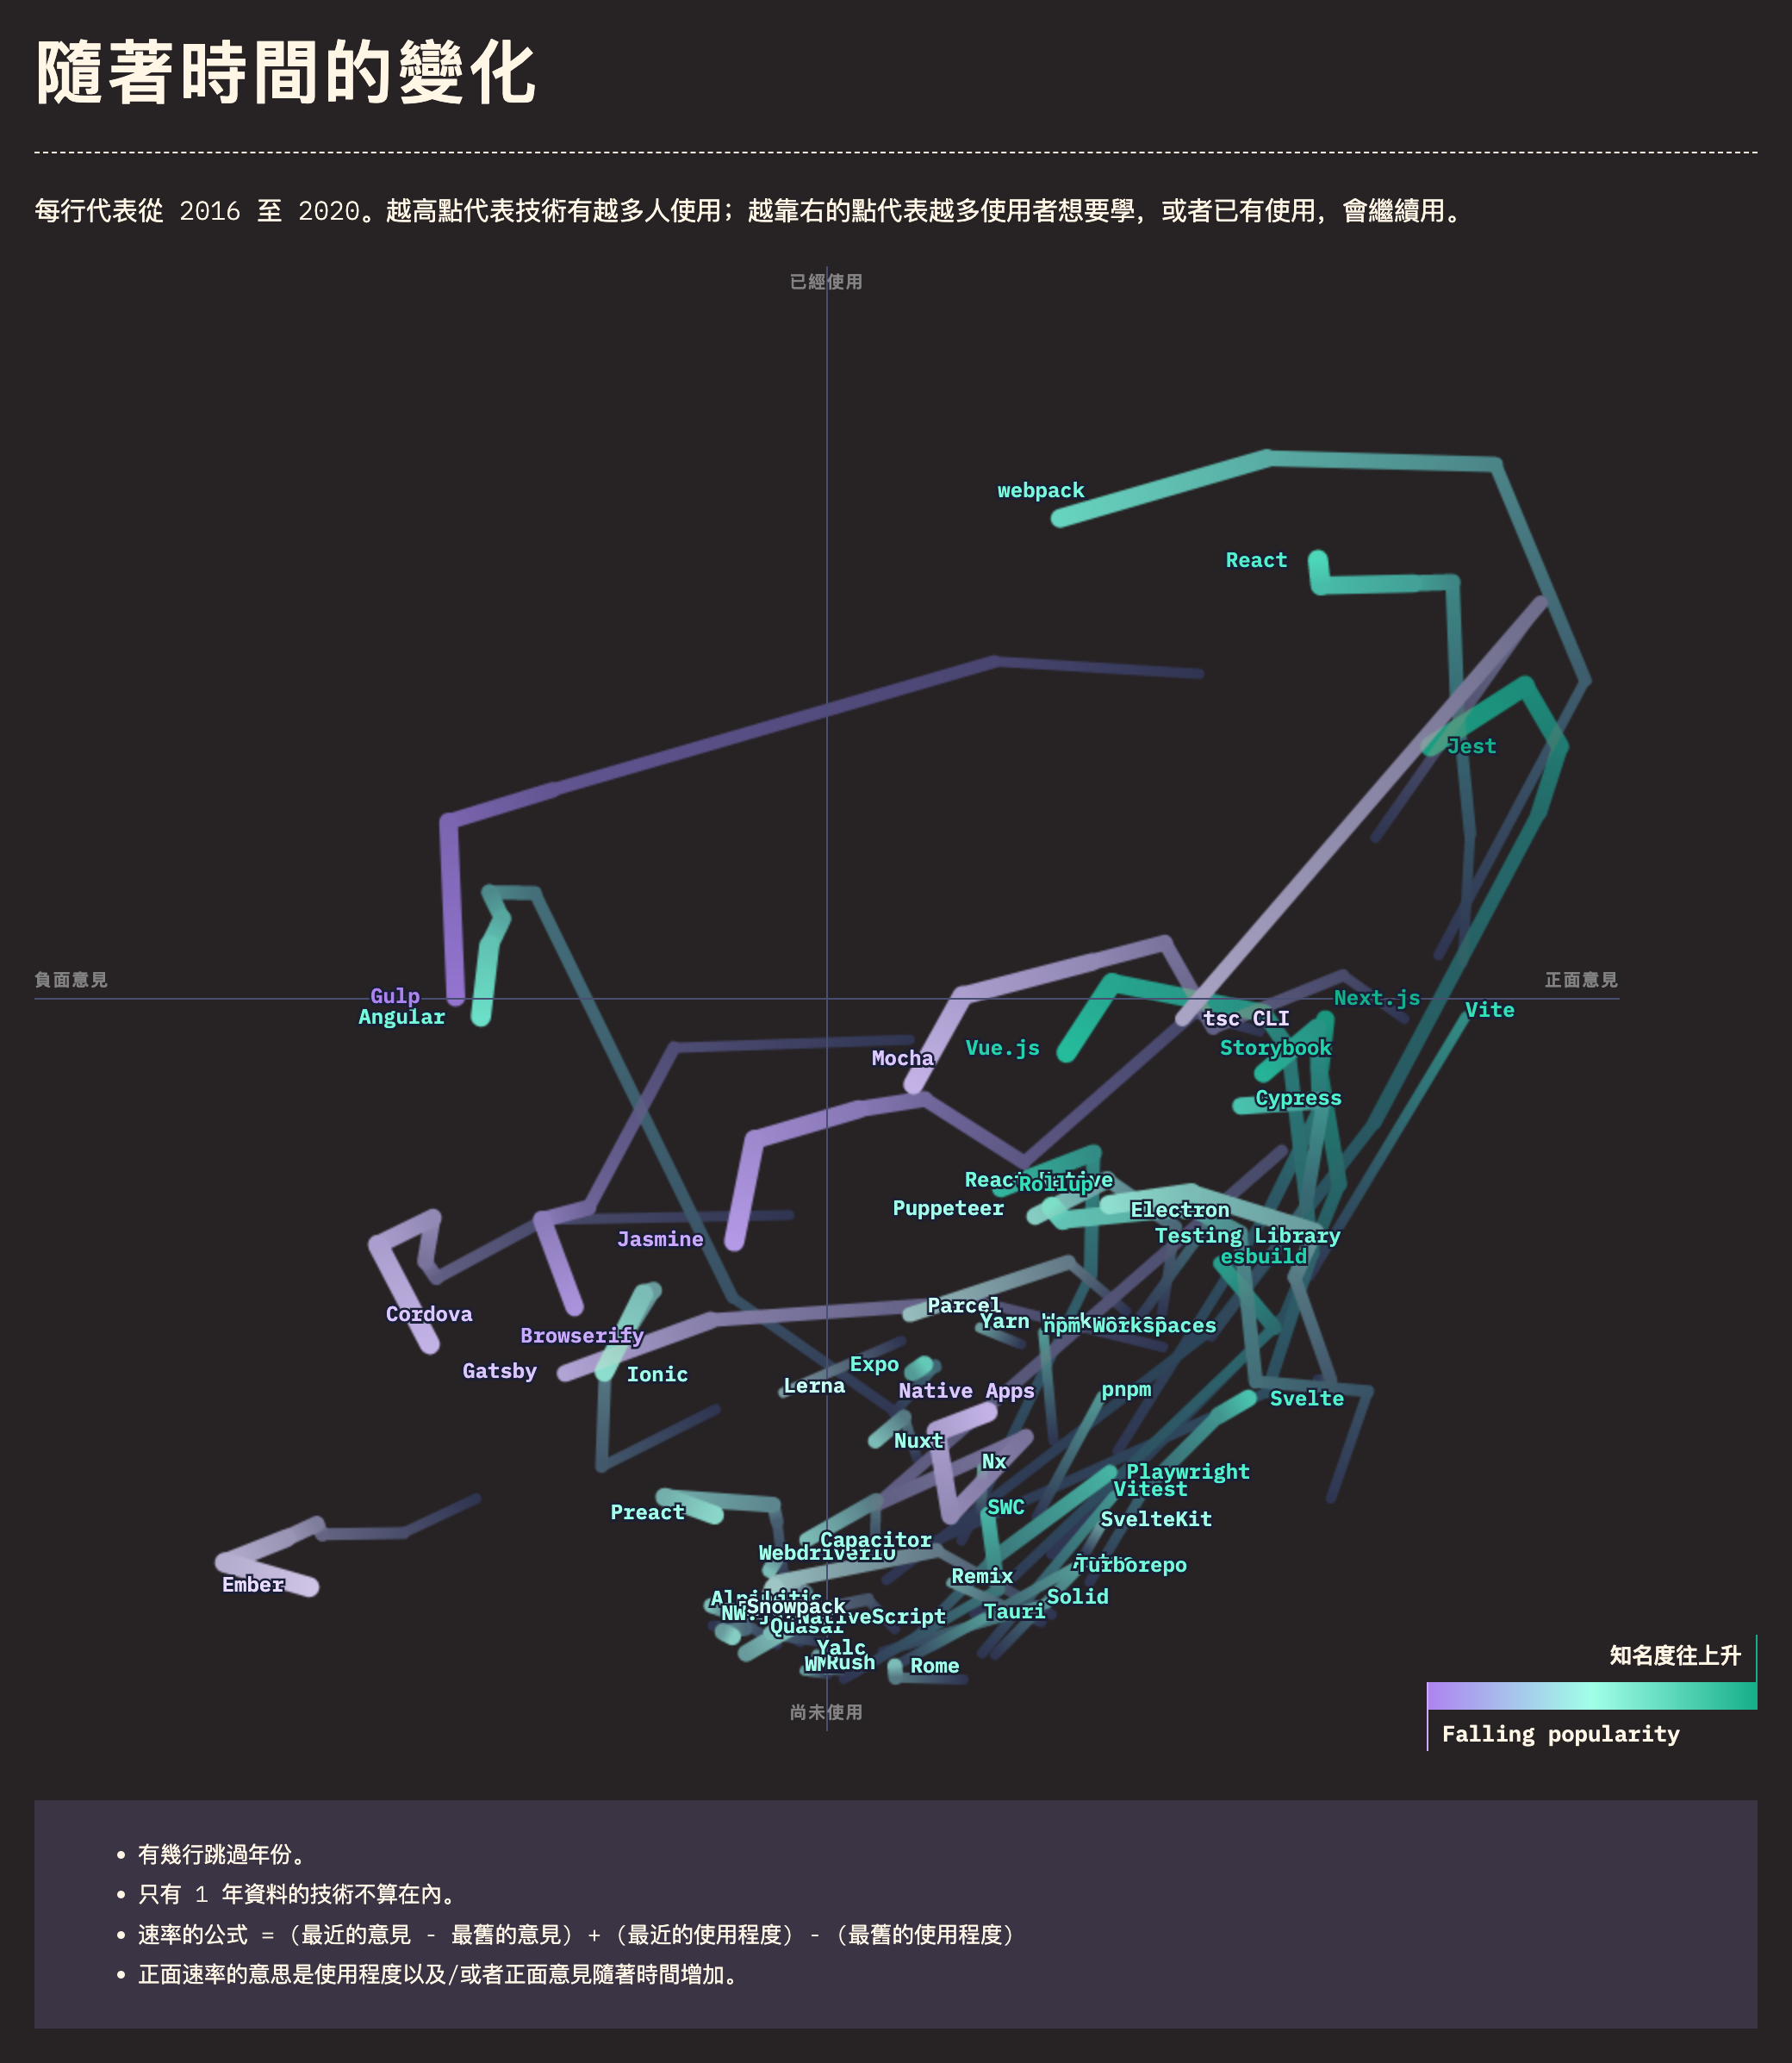 隨著時間的變化
每行代表從 2016 至 2020。越高點代表技術有越多人使用；越靠右的點代表越多使用者想要學，或者已有使用，會繼續用。
已經使用
webpack
React
Jest
負面意見
正面意見
Gulp
Next.js
Angular
Vite
tsc CLI
Mocha
Vue.js
Storybook
Cypress
React Native
Rollup
Puppeteer
Electron
Jasmine
Testing Library
esbuild
Parcel
Cordova
Yarn
npm Workspaces
Browserify
Expo
Gatsby
Ionic
Lerna
Native Apps
pnpm
Svelte
Nuxt
Nx
Playwright
Vitest
SWC
Preact
SvelteKit
Capacitor
WebdriverIO
Turborepo
Remix
Ember
Solid
Snowpack
Tauri
NativeScript
Quasar
Yalc
Rush
Rome
知名度往上升
尚未使用
Falling popularity
有幾行跳過年份。
只有 1 年資料的技術不算在內。
速率的公式 = (最近的意見 - 最舊的意見) + (最近的使用程度) - (最舊的使用程度)
正面速率的意思是使用程度以及/或者正面意見隨著時間增加。